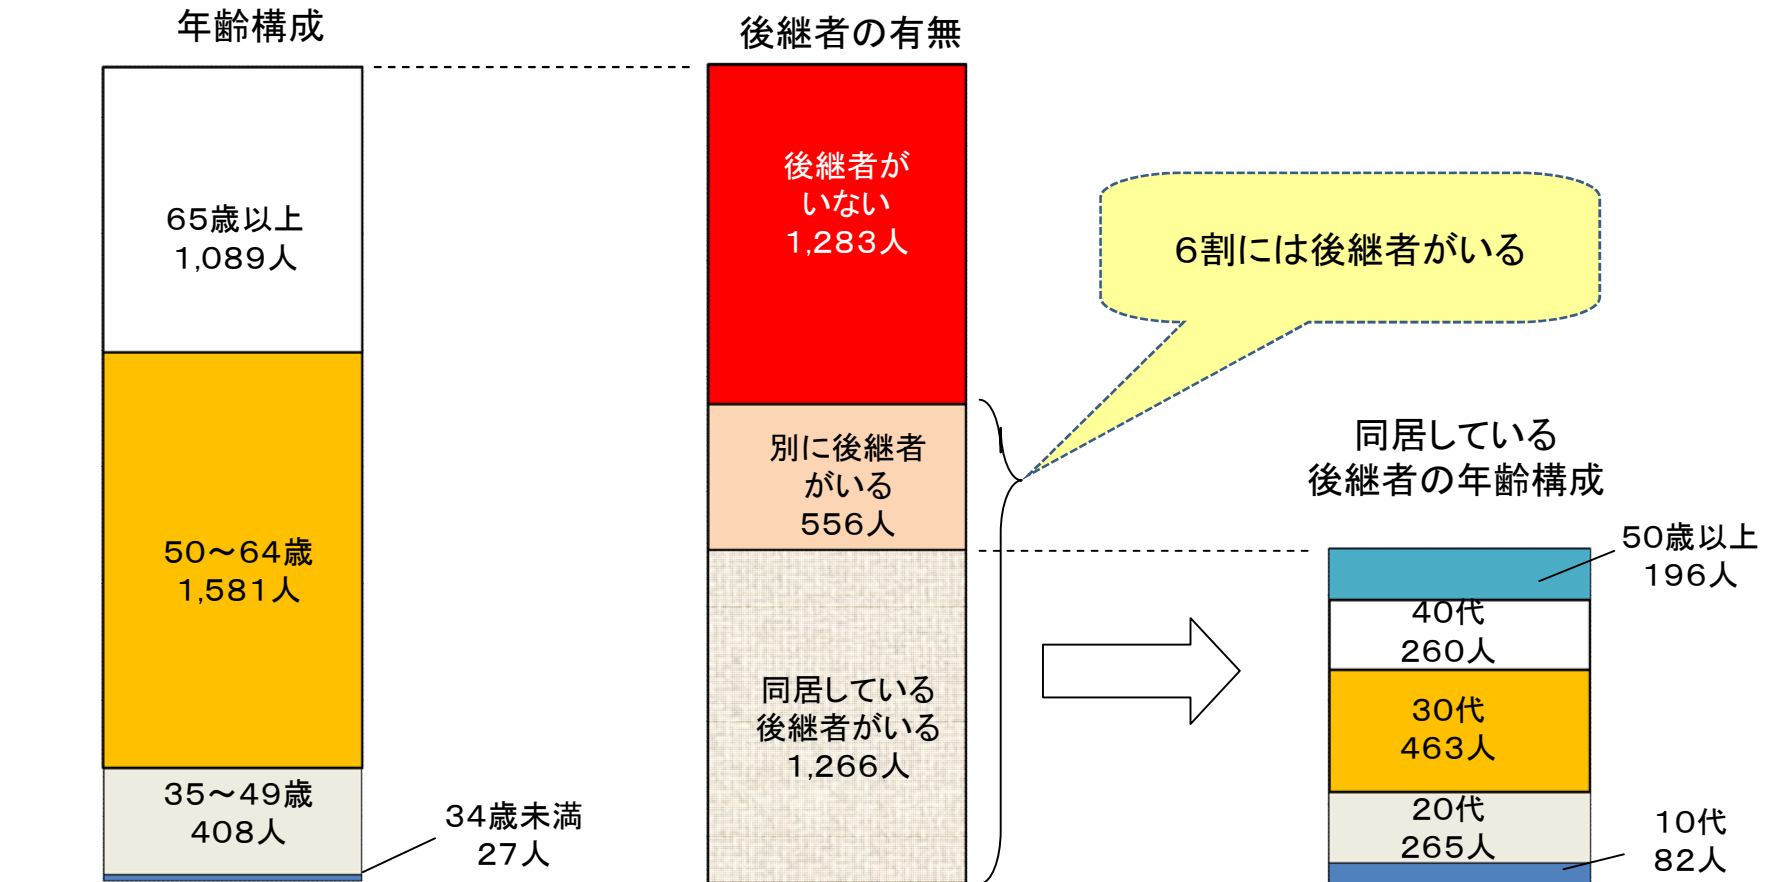 年齢構成
65歳以上
1,089人
50～64歳
1,581人
35～49歳
408人
34歳未満
27人
後継者の有無
後継者が
いない
1,283人
別に後継者
がいる
556人
同居している
後継者がいる
1,266人
6割には後継者がいる
同居している
後継者の年齢構成
50歳以上
196人
40代
260人
30代
463人
20代
265人
10代
82人